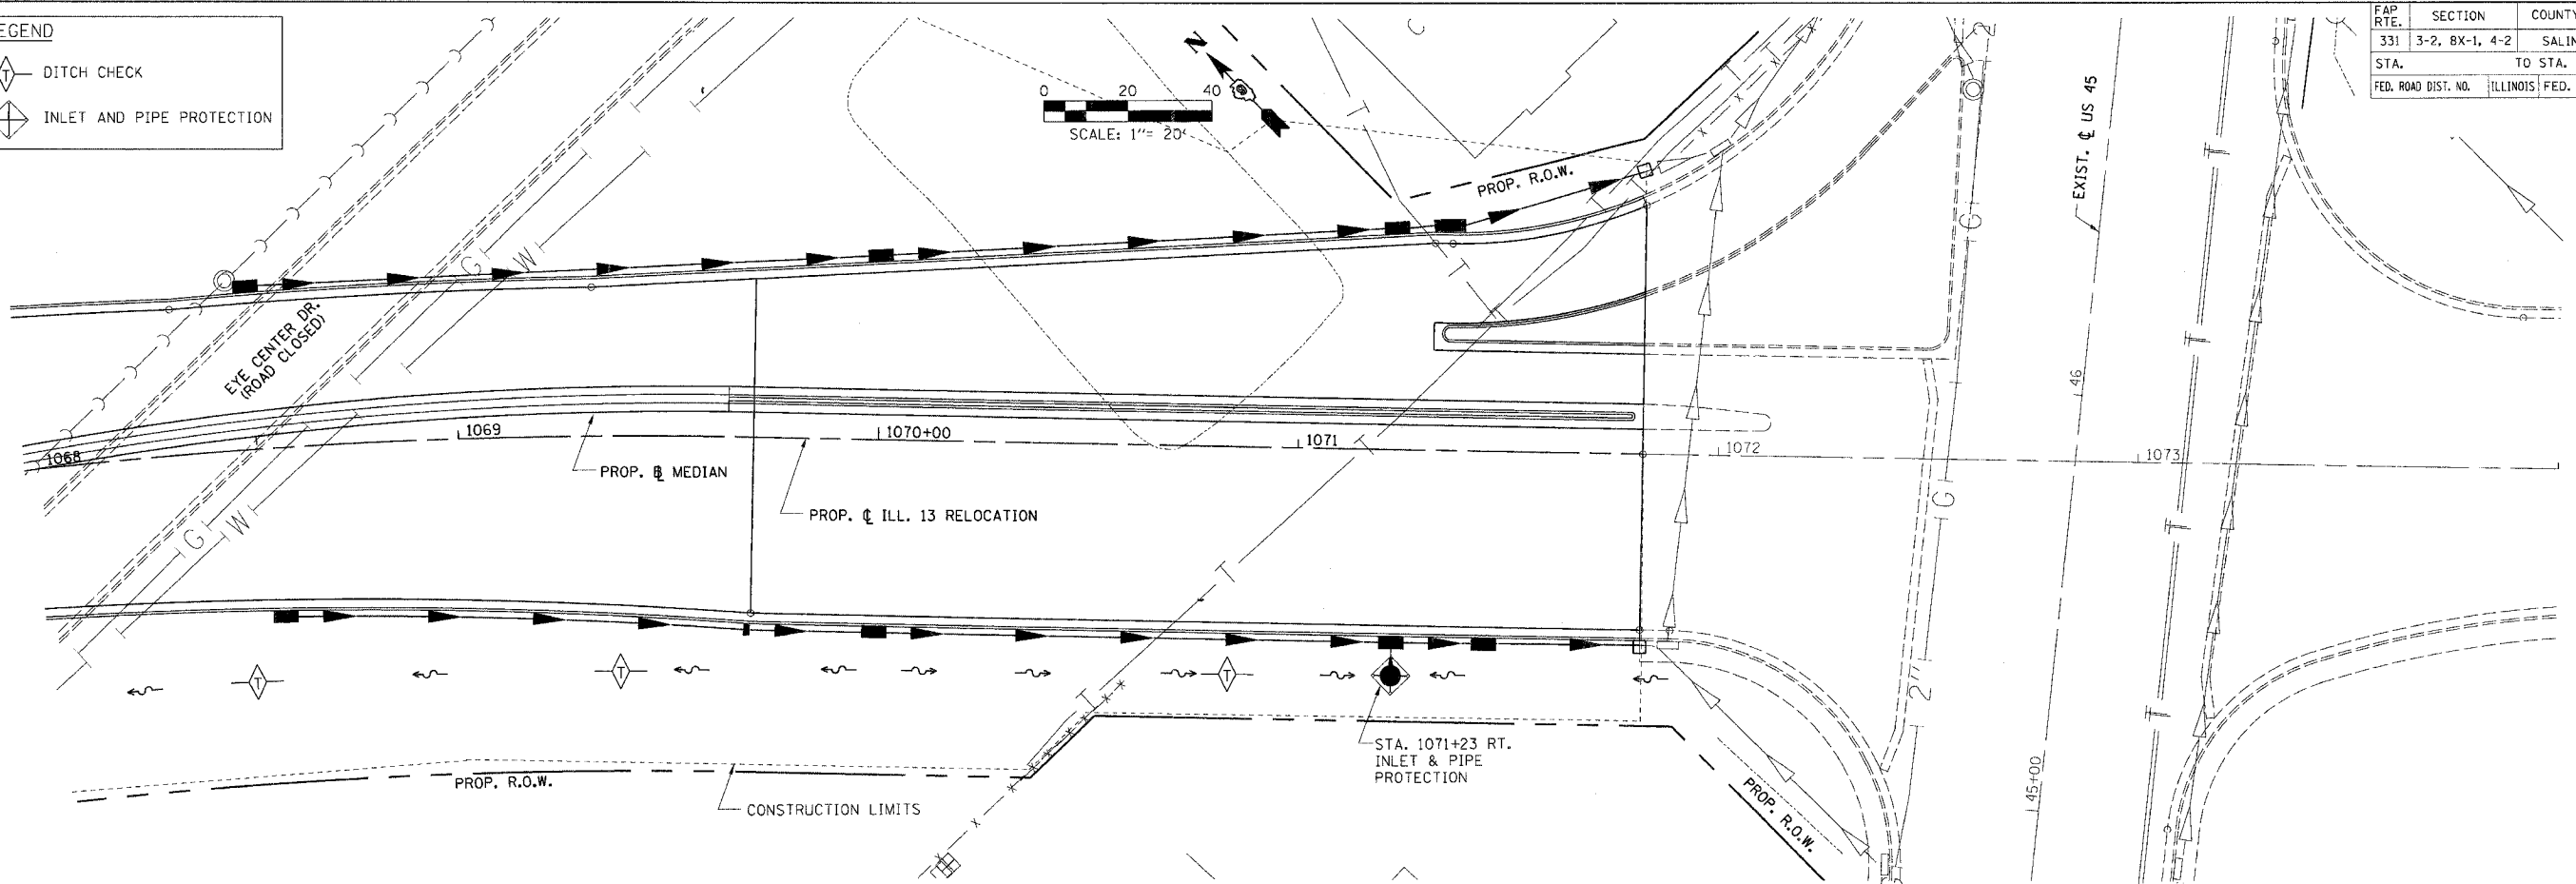 EGEND
T DITCH CHECK
INLET AND PIPE PROTECTION
N
0 20 40
SCALE: 1"= 20'
FAP RTE. SECTION COUNTY
331 3-2, 8X-1, 4-2 SALIN
STA. TO STA.
FED. ROAD DIST. NO. ILLINOIS FED.
PROP. R.O.W.
EXIST. ℄ US 45
EYE CENTER DR.
(ROAD CLOSED)
G
W
T
T
T
T
G
T
T
46
1068
1069
1070+00
1071
1072
1073
PROP. ⅊ MEDIAN
PROP. ℄ ILL. 13 RELOCATION
G
W
T
G
T
T
T
T
T
2"
T
STA. 1071+23 RT.
INLET & PIPE
PROTECTION
PROP. R.O.W.
CONSTRUCTION LIMITS
PROP. R.O.W.
45+00